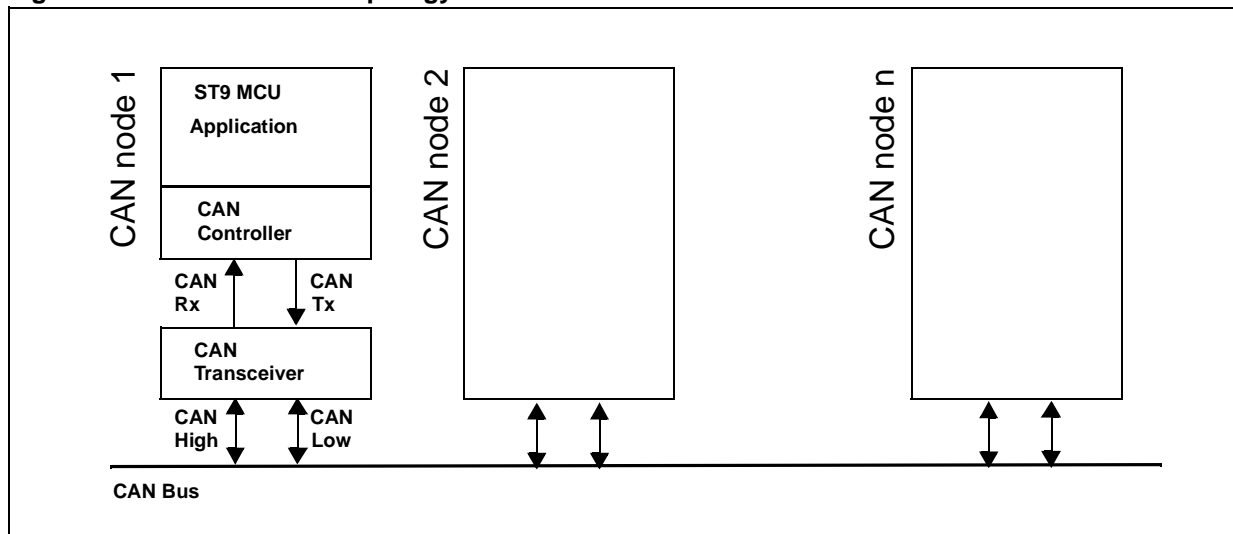 CAN node 1
ST9 MCU
Application
CAN
Controller
CAN
Rx
CAN
Tx
CAN
Transceiver
CAN
High
CAN
Low
CAN node 2
CAN node n
CAN Bus